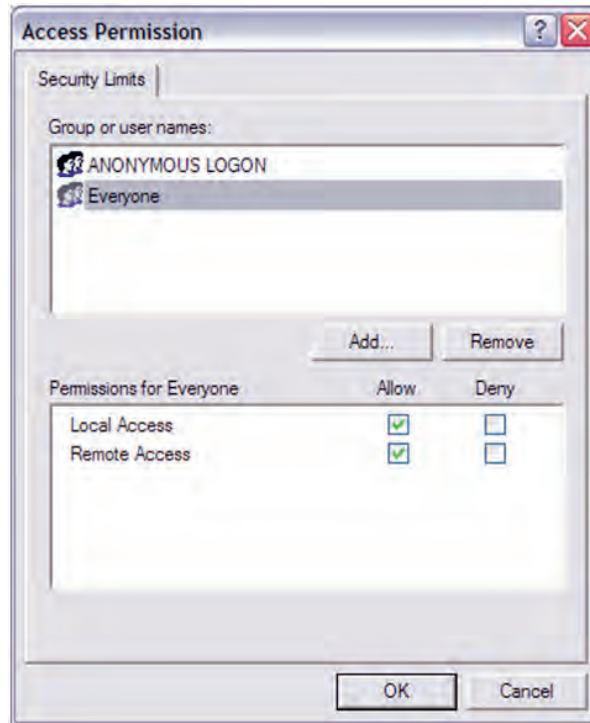 Access Permission
Security Limits
Group or user names:
ANONYMOUS LOGON
Everyone
Add... Remove
Permissions for Everyone Allow Deny
Local Access
Remote Access
OK Cancel